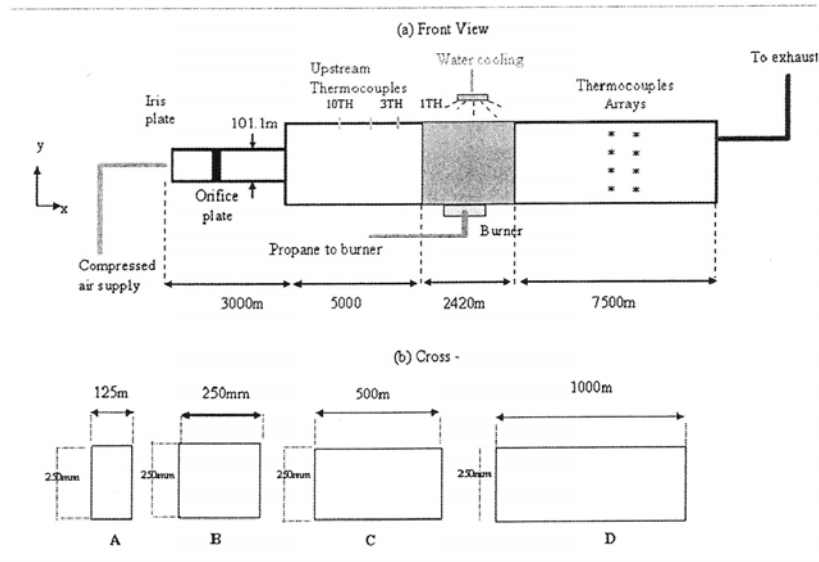 (a) Front View
Water cooling
To exhaust
Upstream
Thermocouples
10TH 3TH 1TH
Thermocouples
Arrays
Iris
plate
101.1m
y
x
Orifice
plate
Burner
Propane to burner
Compressed
air supply
3000m 5000 2420m 7500m
(b) Cross -
125m 250mm 500m 1000m
250mm 250mm 250mm 250mm
A B C D